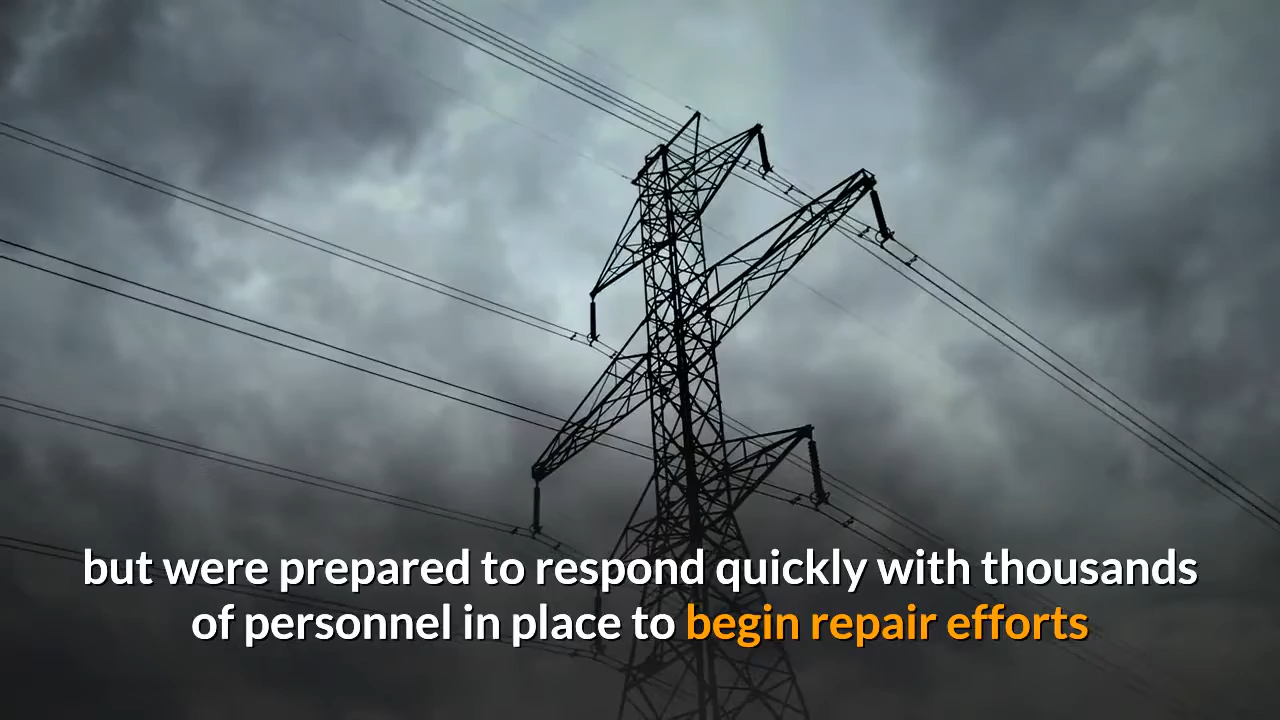 but were prepared to respond quickly with thousands
of personnel in place to begin repair efforts